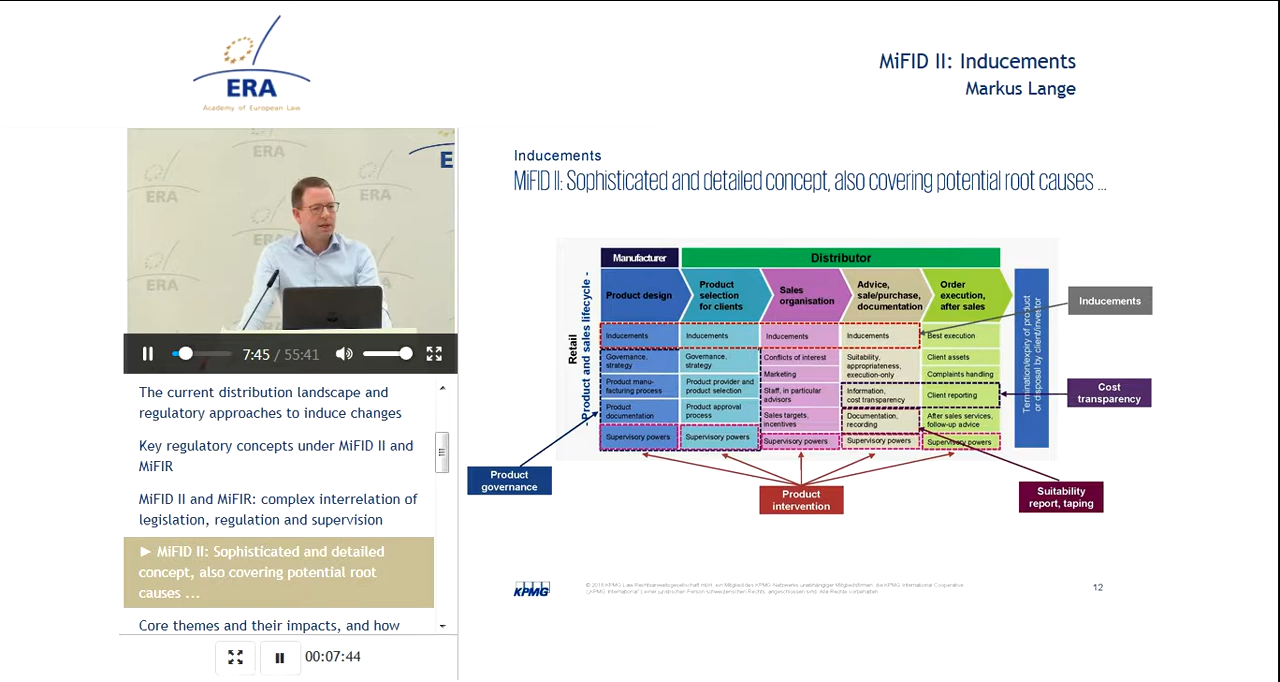 ERA
Academy of European Law
MiFID II: Inducements
Markus Lange
ERA
ERA
ERA
ERA
ERA
ERA
E
7:45 / 55:41
The current distribution landscape and
regulatory approaches to induce changes
Key regulatory concepts under MiFID II and
MiFIR
MiFID II and MiFIR: complex interrelation of
legislation, regulation and supervision
► MiFID II: Sophisticated and detailed
concept, also covering potential root
causes ...
Core themes and their impacts, and how
00:07:44
Inducements
MiFID II: Sophisticated and detailed concept, also covering potential root causes ...
Retail
- Product and sales lifecycle -
Manufacturer
Distributor
Product design
Product
selection
for clients
Sales
organisation
Advice,
sale/purchase,
documentation
Order
execution,
after sales
Inducements
Inducements
Inducements
Inducements
Best execution
Governance,
strategy
Governance,
strategy
Conflicts of interest
Suitability,
appropriateness,
execution-only
Client assets
Marketing
Complaints handling
Product manu-
facturing process
Product provider and
product selection
Staff, in particular
advisors
Information,
cost transparency
Client reporting
Product
documentation
Product approval
process
Sales targets,
incentives
Documentation,
recording
After sales services,
follow-up advice
Supervisory powers
Supervisory powers
Supervisory powers
Supervisory powers
Supervisory powers
Termination/expiry of product
or disposal by client/investor
Inducements
Cost
transparency
Product
governance
Product
intervention
Suitability
report, taping
KPMG
12